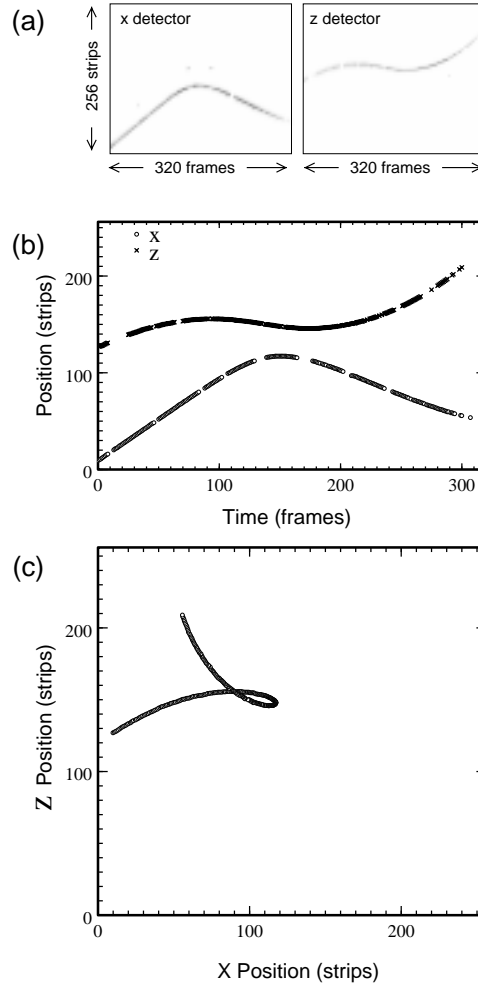 (a)
x detector
z detector
256 strips
320 frames
320 frames
(b)
X
Z
200
100
0
Position (strips)
0
100
200
300
Time (frames)
(c)
200
100
0
Z Position (strips)
0
100
200
X Position (strips)